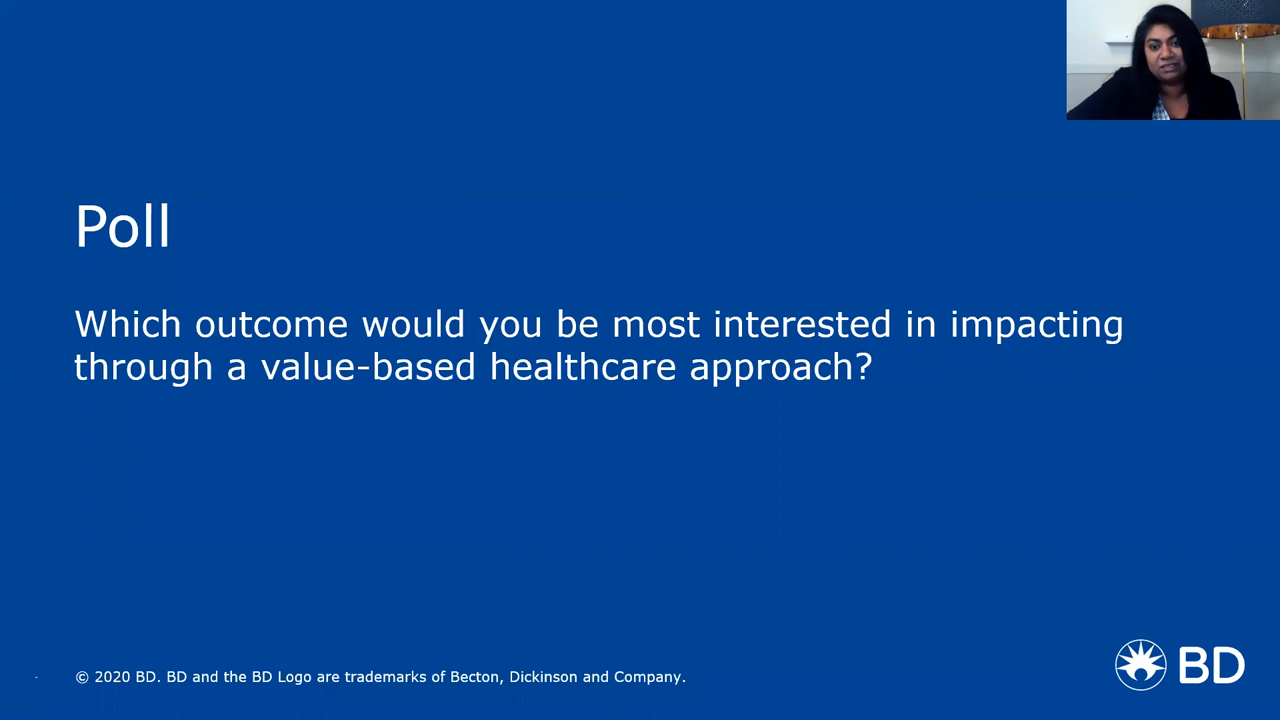 Poll
Which outcome would you be most interested in impacting
through a value-based healthcare approach?
© 2020 BD. BD and the BD Logo are trademarks of Becton, Dickinson and Company.
BD